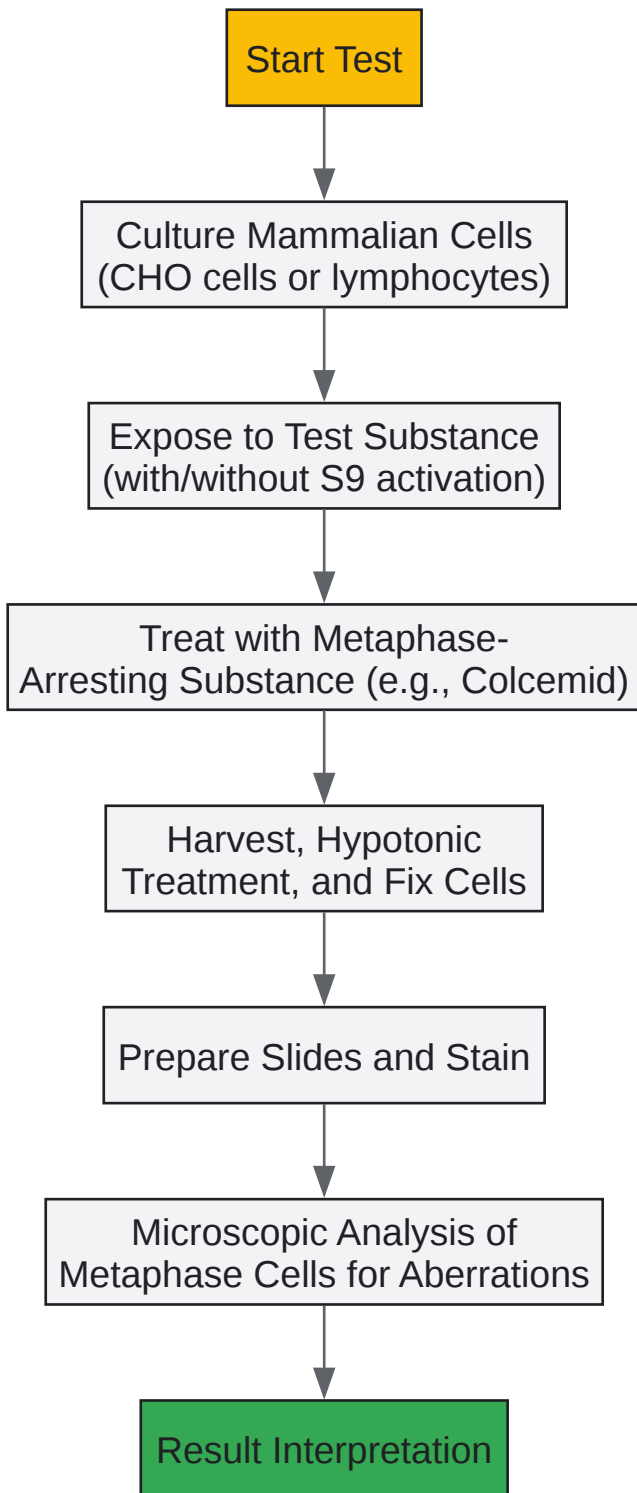 Start Test
Culture Mammalian Cells
(CHO cells or lymphocytes)
Expose to Test Substance
(with/without S9 activation)
Treat with Metaphase-
Arresting Substance (e.g., Colcemid)
Harvest, Hypotonic
Treatment, and Fix Cells
Prepare Slides and Stain
Microscopic Analysis of
Metaphase Cells for Aberrations
Result Interpretation